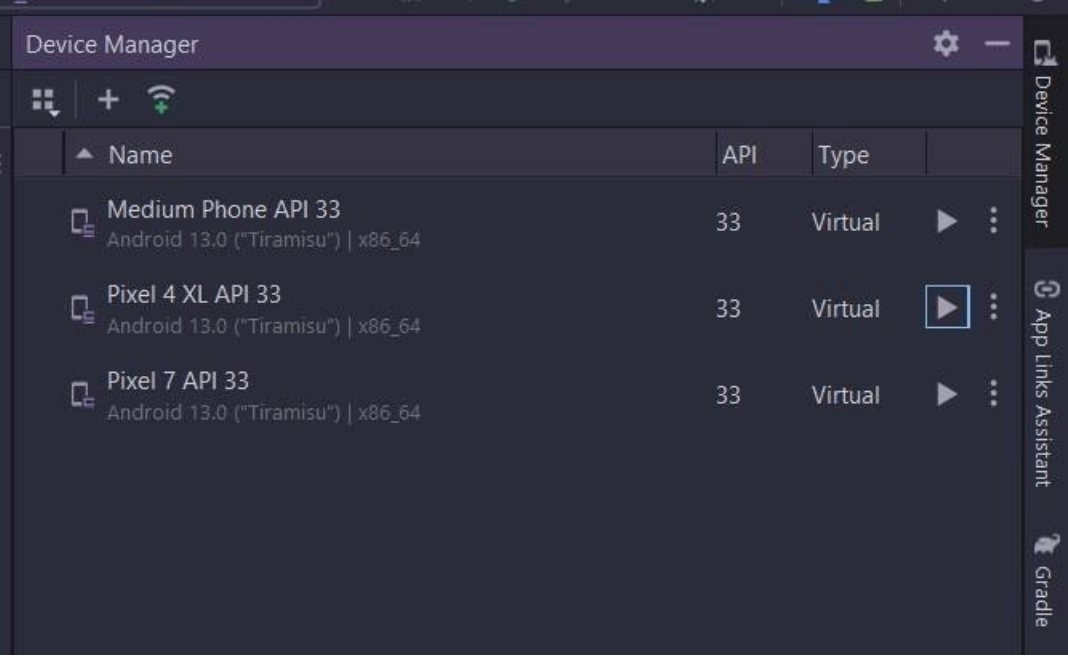 Device Manager
Name
API
Type
Medium Phone API 33
Android 13.0 ("Tiramisu") | x86_64
33
Virtual
Pixel 4 XL API 33
Android 13.0 ("Tiramisu") | x86_64
33
Virtual
Pixel 7 API 33
Android 13.0 ("Tiramisu") | x86_64
33
Virtual
Device Manager
App Links Assistant
Gradle